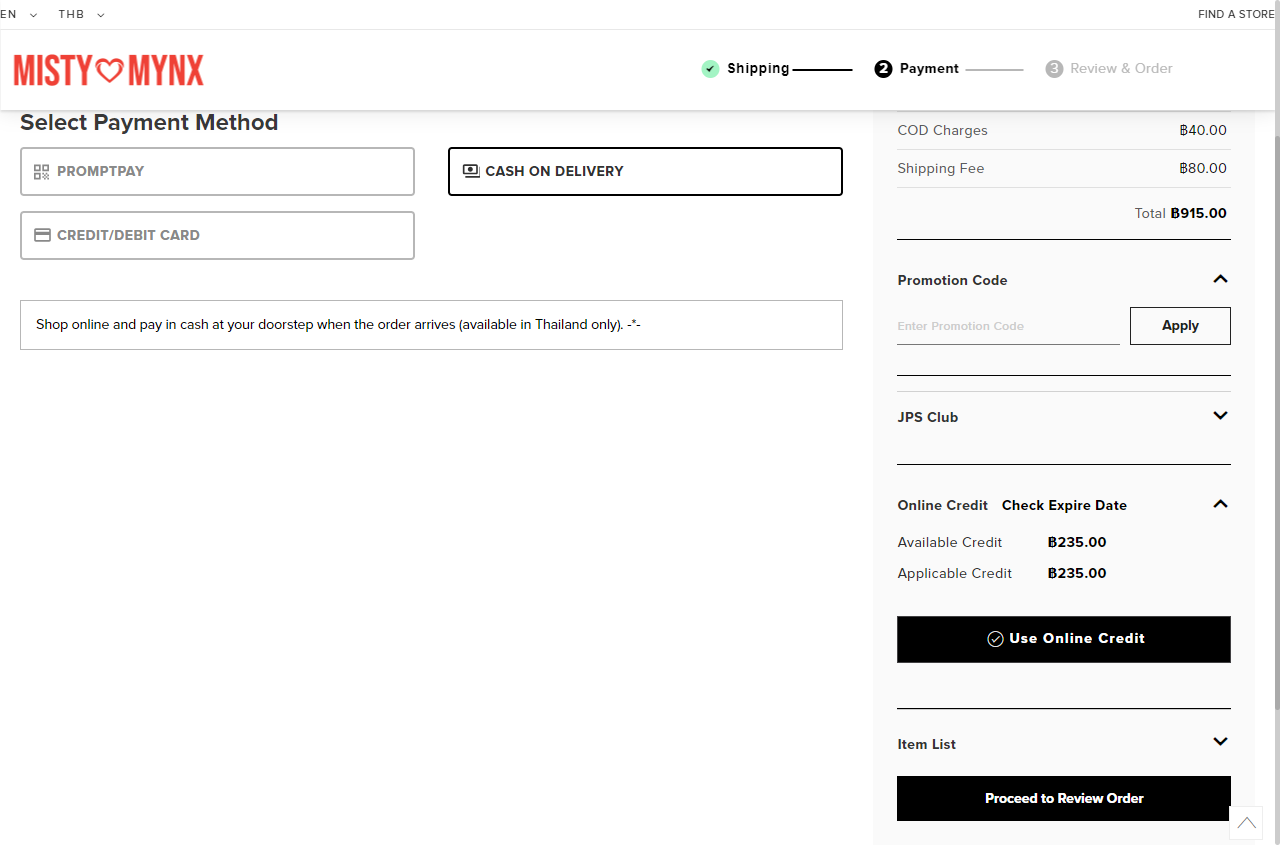 EN THB FIND A STORE
MISTY MYNX
Shipping 2 Payment 3 Review & Order
Select Payment Method
PROMPTPAY
CASH ON DELIVERY
CREDIT/DEBIT CARD
Shop online and pay in cash at your doorstep when the order arrives (available in Thailand only). -*-
COD Charges ฿40.00
Shipping Fee ฿80.00
Total ฿915.00
Promotion Code
Enter Promotion Code Apply
JPS Club
Online Credit Check Expire Date
Available Credit ฿235.00
Applicable Credit ฿235.00
Use Online Credit
Item List
Proceed to Review Order